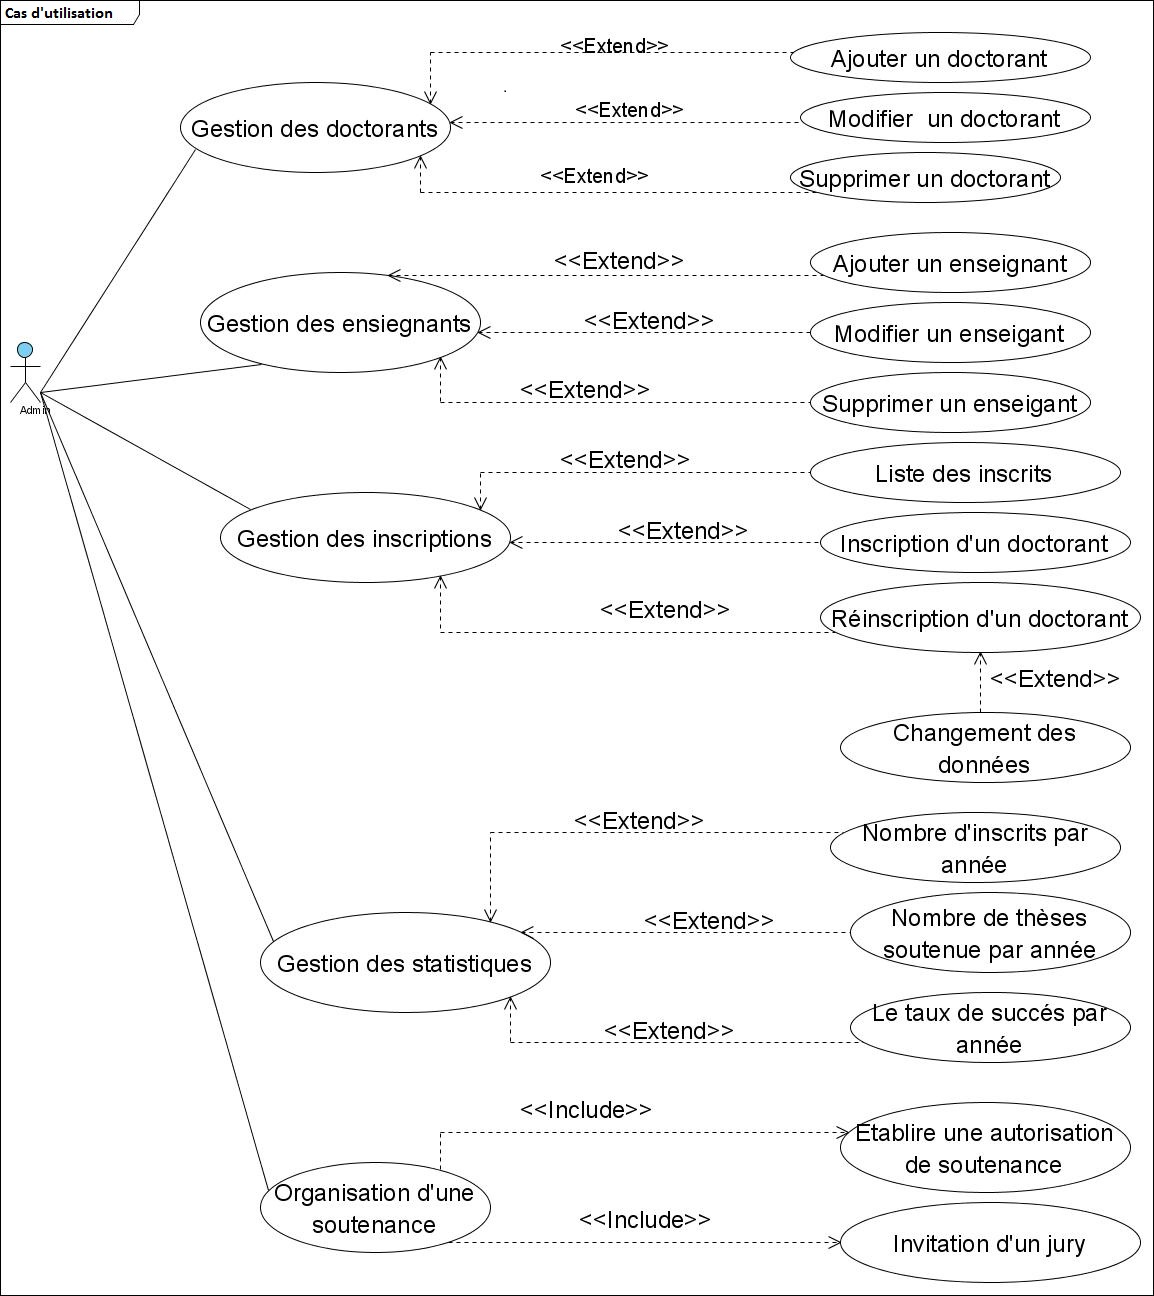 Cas d'utilisation
<<Extend>>
Ajouter un doctorant
<<Extend>>
Modifier  un doctorant
Gestion des doctorants
<<Extend>>
Supprimer un doctorant
<<Extend>>
Ajouter un enseignant
<<Extend>>
Gestion des ensiegnants
Modifier un enseigant
<<Extend>>
Supprimer un enseigant
Admin
<<Extend>>
Liste des inscrits
<<Extend>>
Gestion des inscriptions
Inscription d'un doctorant
<<Extend>>
Réinscription d'un doctorant
<<Extend>>
Changement des
données
<<Extend>>
Nombre d'inscrits par
année
<<Extend>>
Nombre de thèses
soutenue par année
Gestion des statistiques
<<Extend>>
Le taux de succés par
année
<<Include>>
Etablire une autorisation
de soutenance
Organisation d'une
soutenance
<<Include>>
Invitation d'un jury